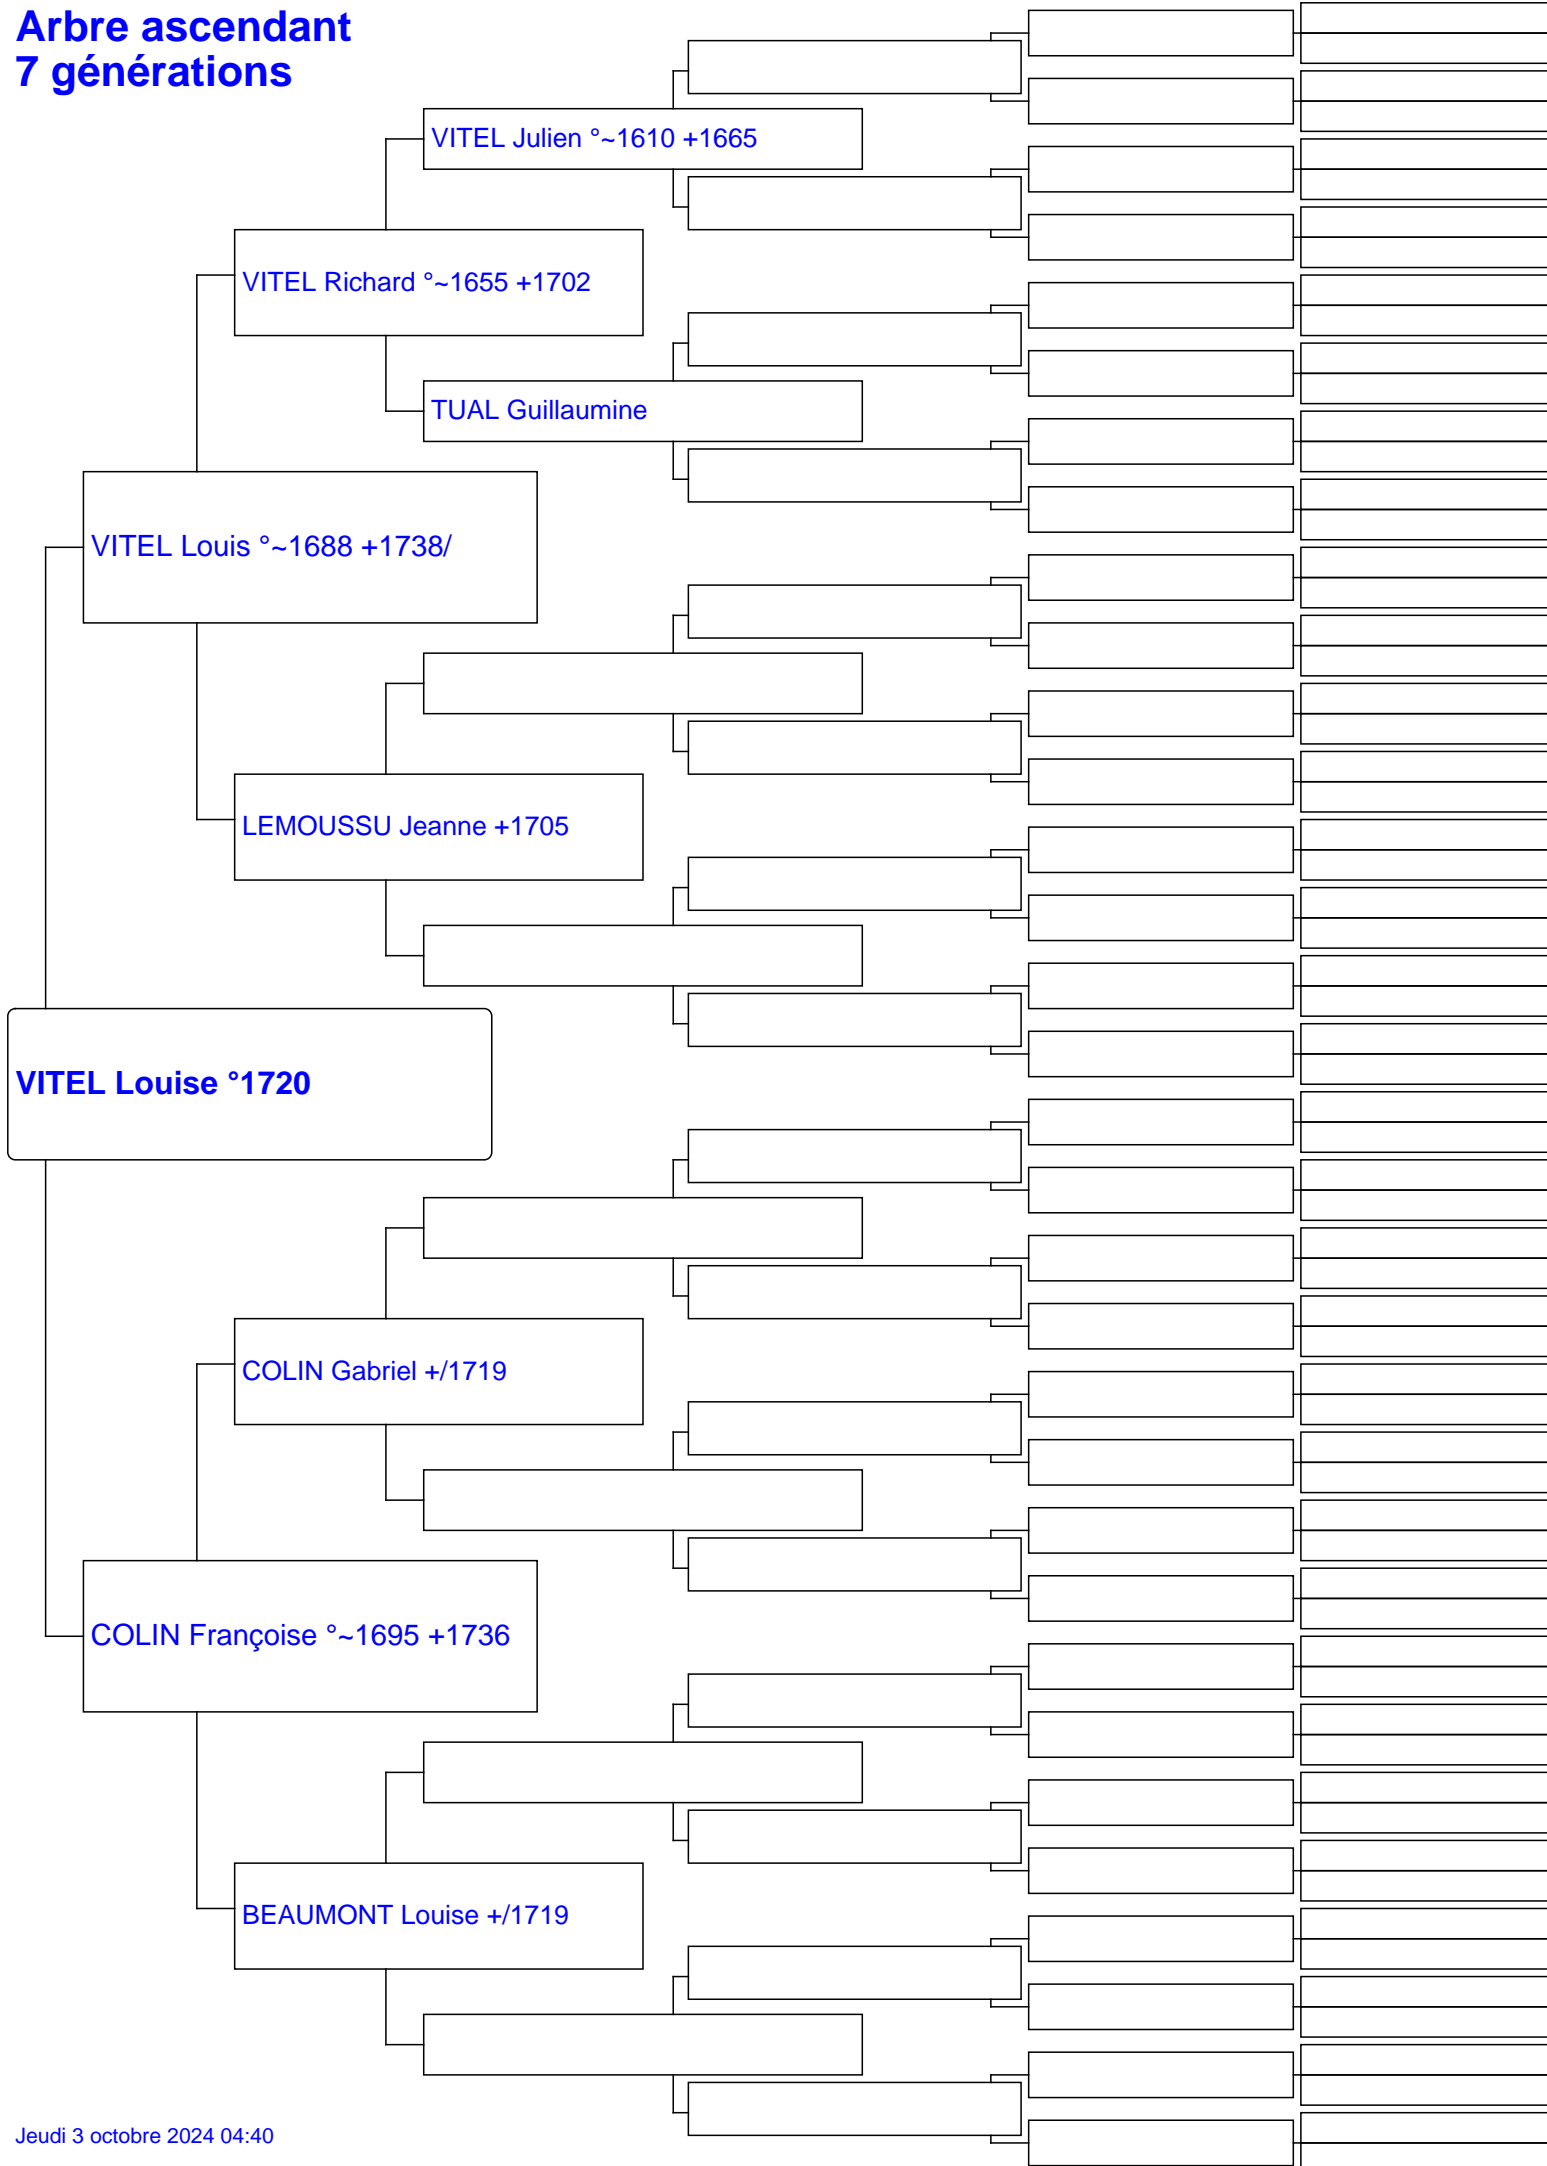 Arbre ascendant
7 générations
VITEL Julien °~1610 +1665
VITEL Richard °~1655 +1702
TUAL Guillaumine
VITEL Louis °~1688 +1738/
LEMOUSSU Jeanne +1705
VITEL Louise °1720
COLIN Gabriel +/1719
COLIN Françoise °~1695 +1736
BEAUMONT Louise +/1719
Jeudi 3 octobre 2024 04:40